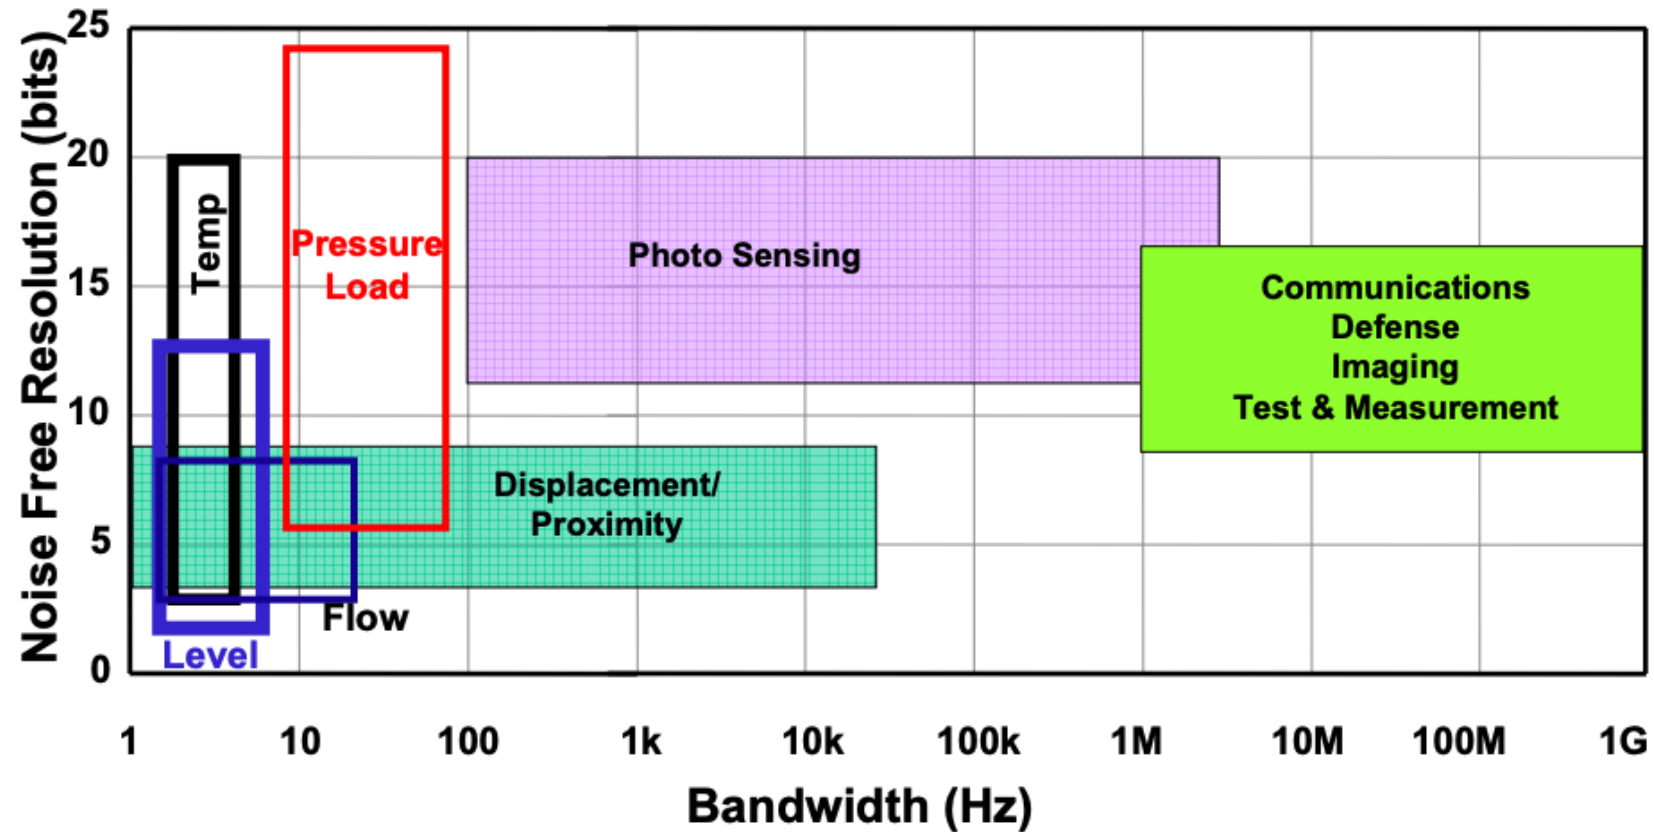 Noise Free Resolution (bits)
25
20
15
10
5
0
Temp
Pressure
Load
Photo Sensing
Communications
Defense
Imaging
Test & Measurement
Displacement/
Proximity
Flow
Level
1 10 100 1k 10k 100k 1M 10M 100M 1G
Bandwidth (Hz)